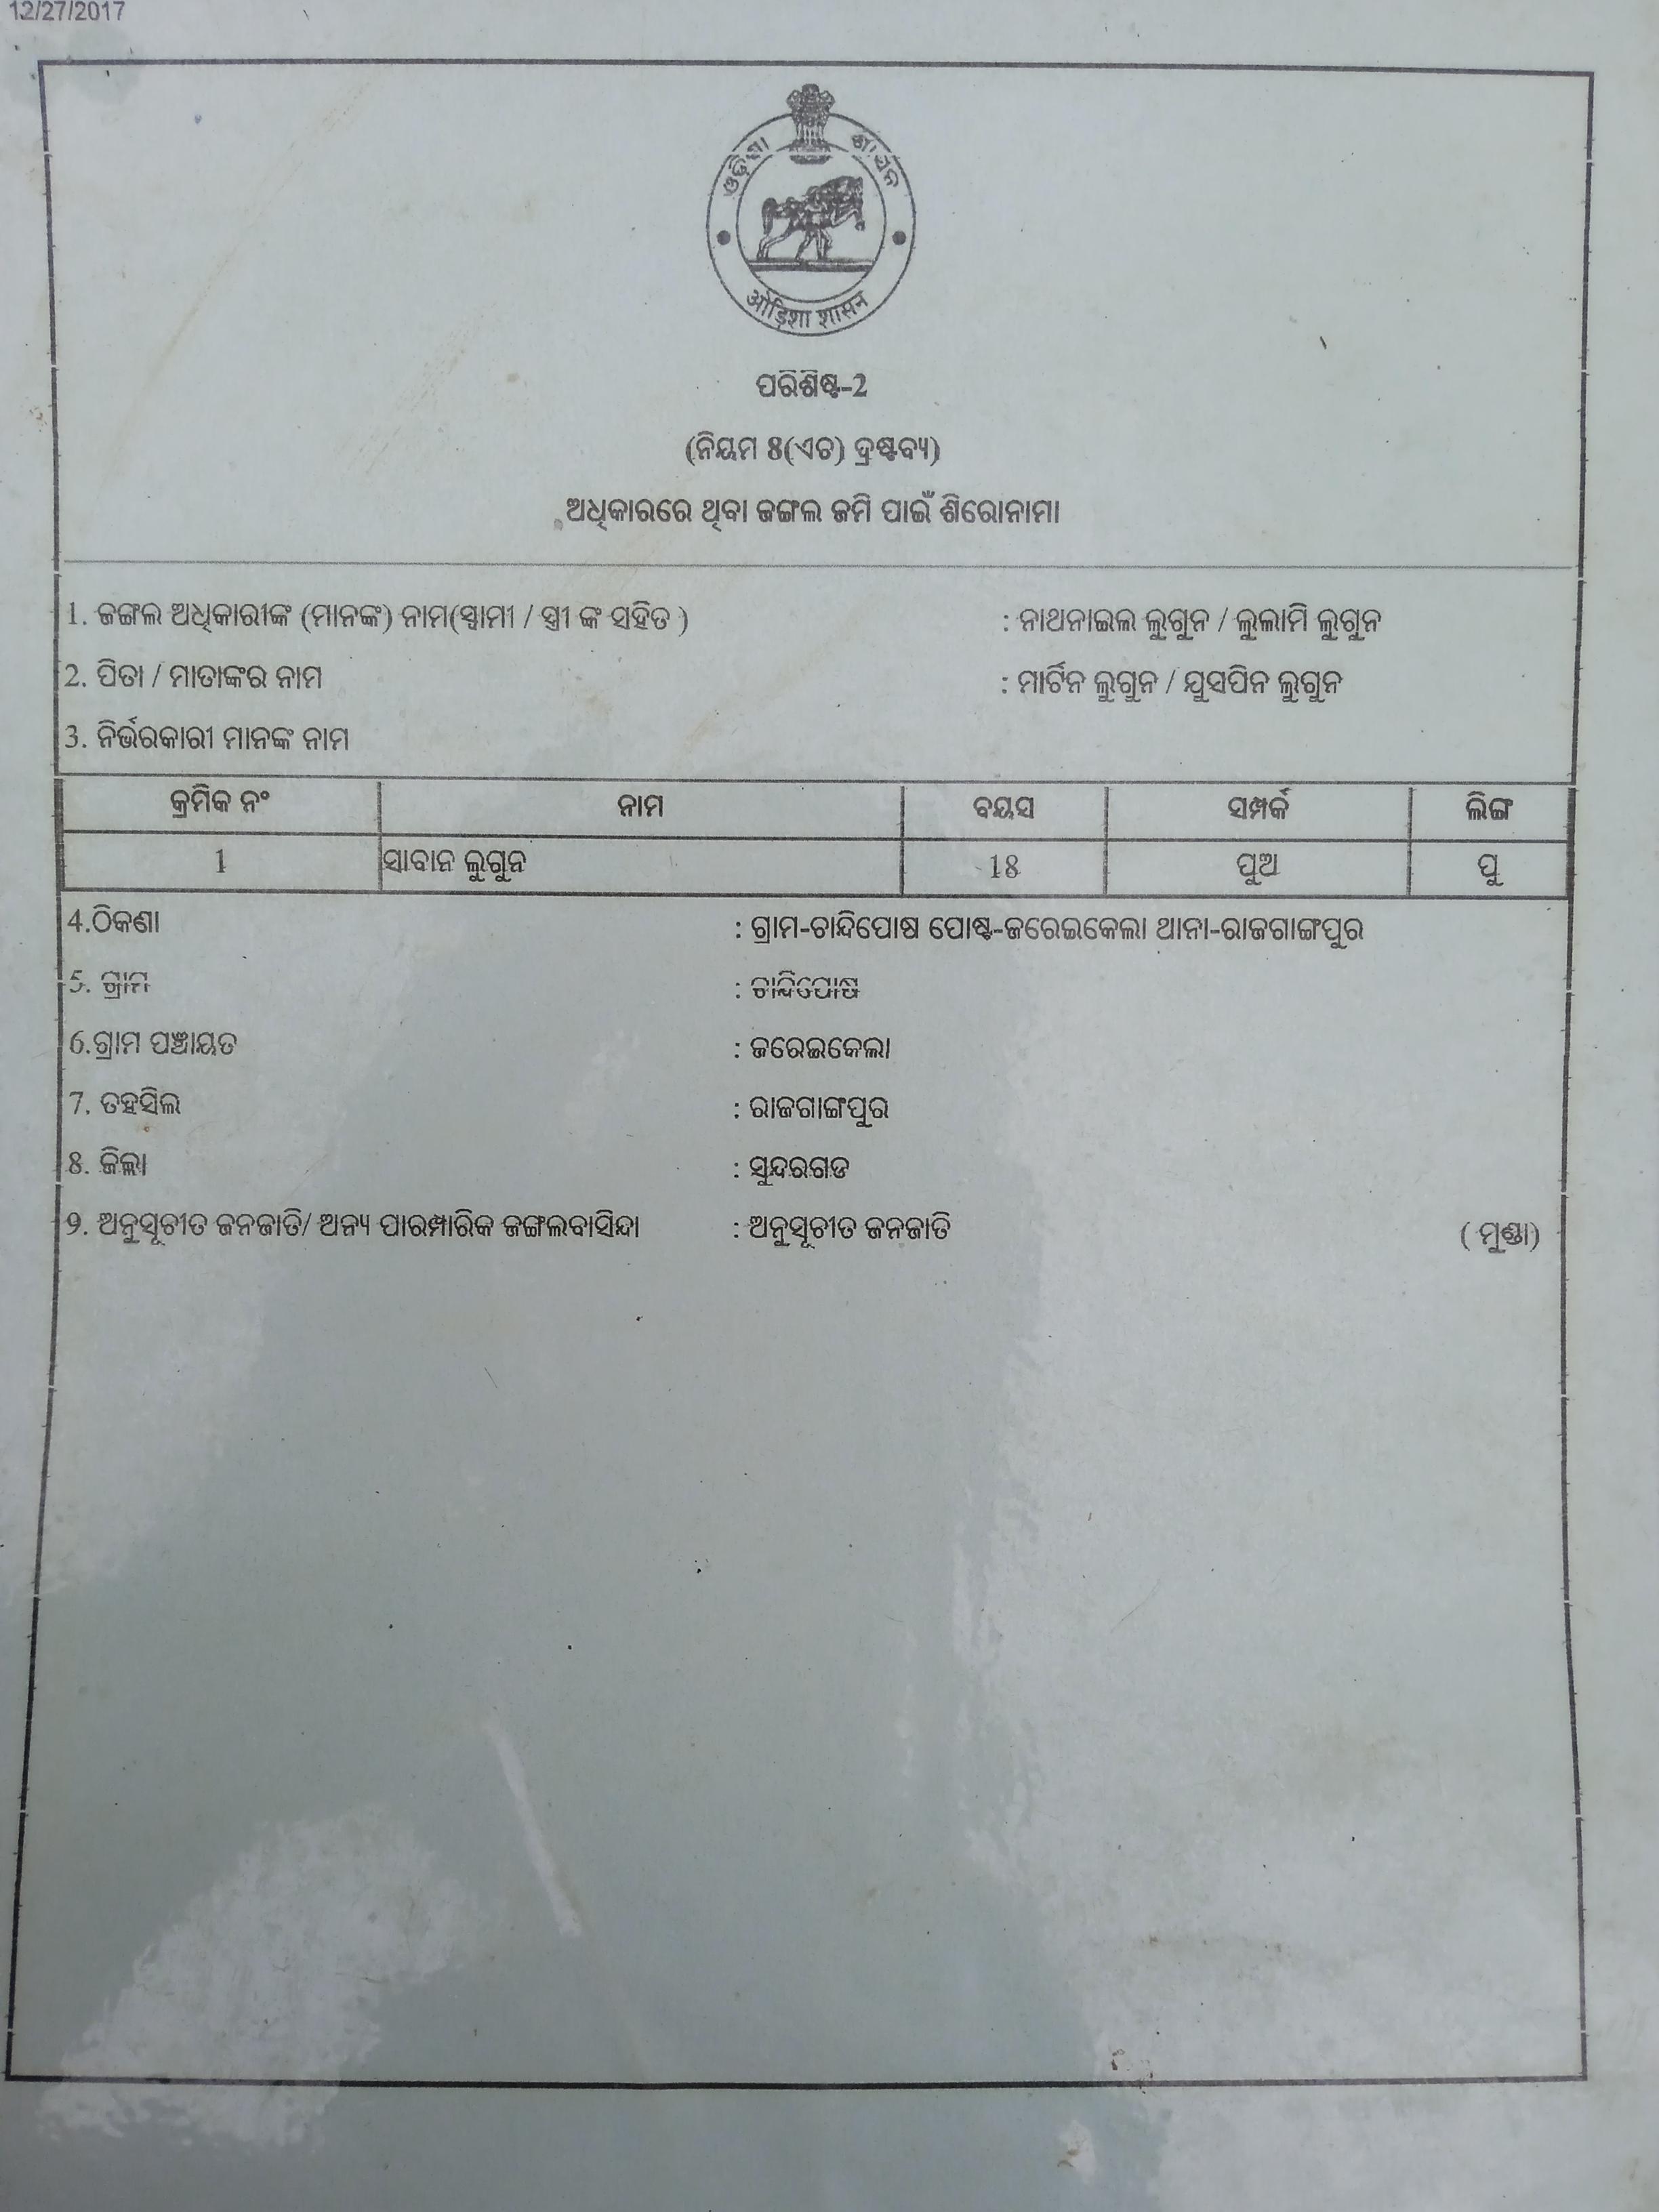 12/27/2017
ଓଡ଼ିଶା ଶାସନ
ओड़िशा शासन
ପରିଶିଷ୍ଟ-2
(ନିୟମ 8(ଏଚ) ଦ୍ରଷ୍ଟବ୍ୟ)
ଅଧିକାରରେ ଥିବା ଜଙ୍ଗଲ ଜମି ପାଇଁ ଶିରୋନାମା
1. ଜଙ୍ଗଲ ଅଧିକାରୀଙ୍କ (ମାନଙ୍କ) ନାମ(ସ୍ୱାମୀ / ସ୍ତ୍ରୀ ଙ୍କ ସହିତ ) : ନାଥନାଇଲ ଲୁଗୁନ / ଲୁଲାମି ଲୁଗୁନ
2. ପିତା / ମାତାଙ୍କର ନାମ : ମାର୍ଟିନ ଲୁଗୁନ / ଯୁସପିନ ଲୁଗୁନ
3. ନିର୍ଭରକାରୀ ମାନଙ୍କ ନାମ
କ୍ରମିକ ନଂ ନାମ ବୟସ ସମ୍ପର୍କ ଲିଙ୍ଗ
1 ସାବାନ ଲୁଗୁନ 18 ପୁଅ ପୁ
4.ଠିକଣା : ଗ୍ରାମ-ଚାନ୍ଦିପୋଷ ପୋଷ୍ଟ-ଜରେଇକେଲା ଥାନା-ରାଜଗାଙ୍ଗପୁର
5. ଗ୍ରାମ : ଚାନ୍ଦିପୋଷ
6.ଗ୍ରାମ ପଞ୍ଚାୟତ : ଜରେଇକେଲା
7. ତହସିଲ : ରାଜଗାଙ୍ଗପୁର
8. ଜିଲ୍ଲା : ସୁନ୍ଦରଗଡ
୨. ଅନୁସୂଚୀତ ଜନଜାତି/ ଅନ୍ୟ ପାରମ୍ପାରିକ ଜଙ୍ଗଲବାସିନ୍ଦା : ଅନୁସୂଚୀତ ଜନଜାତି ( ମୁଣ୍ଡା)